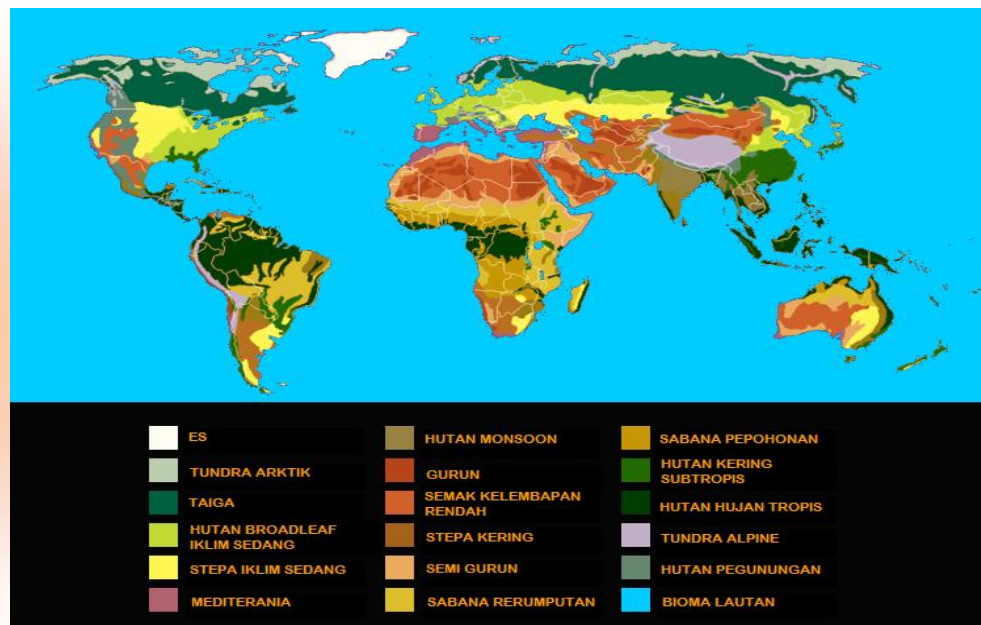 ES
TUNDRA ARKTIK
TAIGA
HUTAN BROADLEAF
IKLIM SEDANG
STEPA IKLIM SEDANG
MEDITERANIA
HUTAN MONSOON
GURUN
SEMAK KELEMBAPAN
RENDAH
STEPA KERING
SEMI GURUN
SABANA RERUMPUTAN
SABANA PEPOHONAN
HUTAN KERING
SUBTROPIS
HUTAN HUJAN TROPIS
TUNDRA ALPINE
HUTAN PEGUNUNGAN
BIOMA LAUTAN